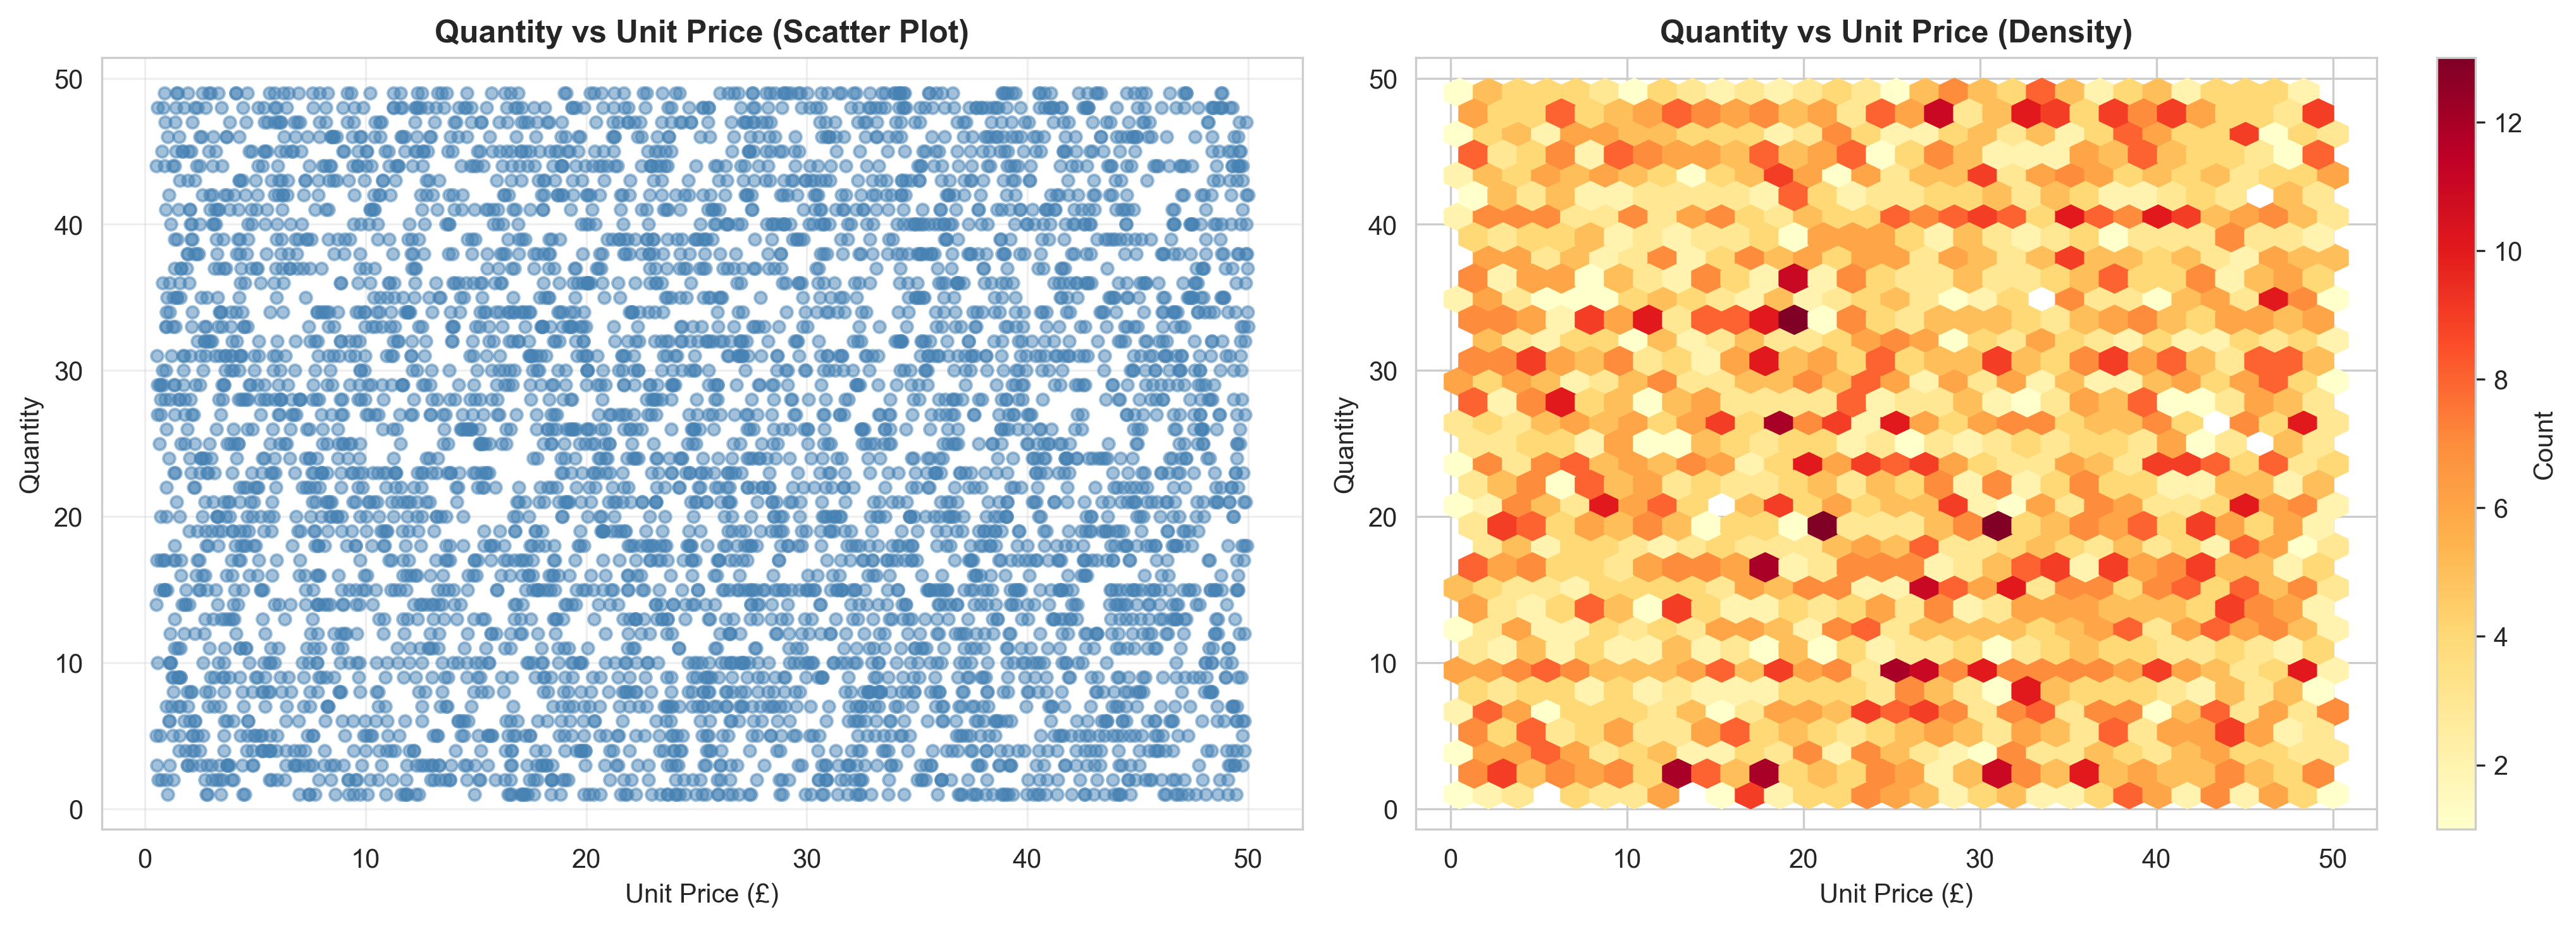 Quantity vs Unit Price (Scatter Plot)
50
40
30
20
10
0
Quantity
0 10 20 30 40 50
Unit Price (£)
Quantity vs Unit Price (Density)
50
40
30
20
10
0
Quantity
0 10 20 30 40 50
Unit Price (£)
12
10
8
6
4
2
Count